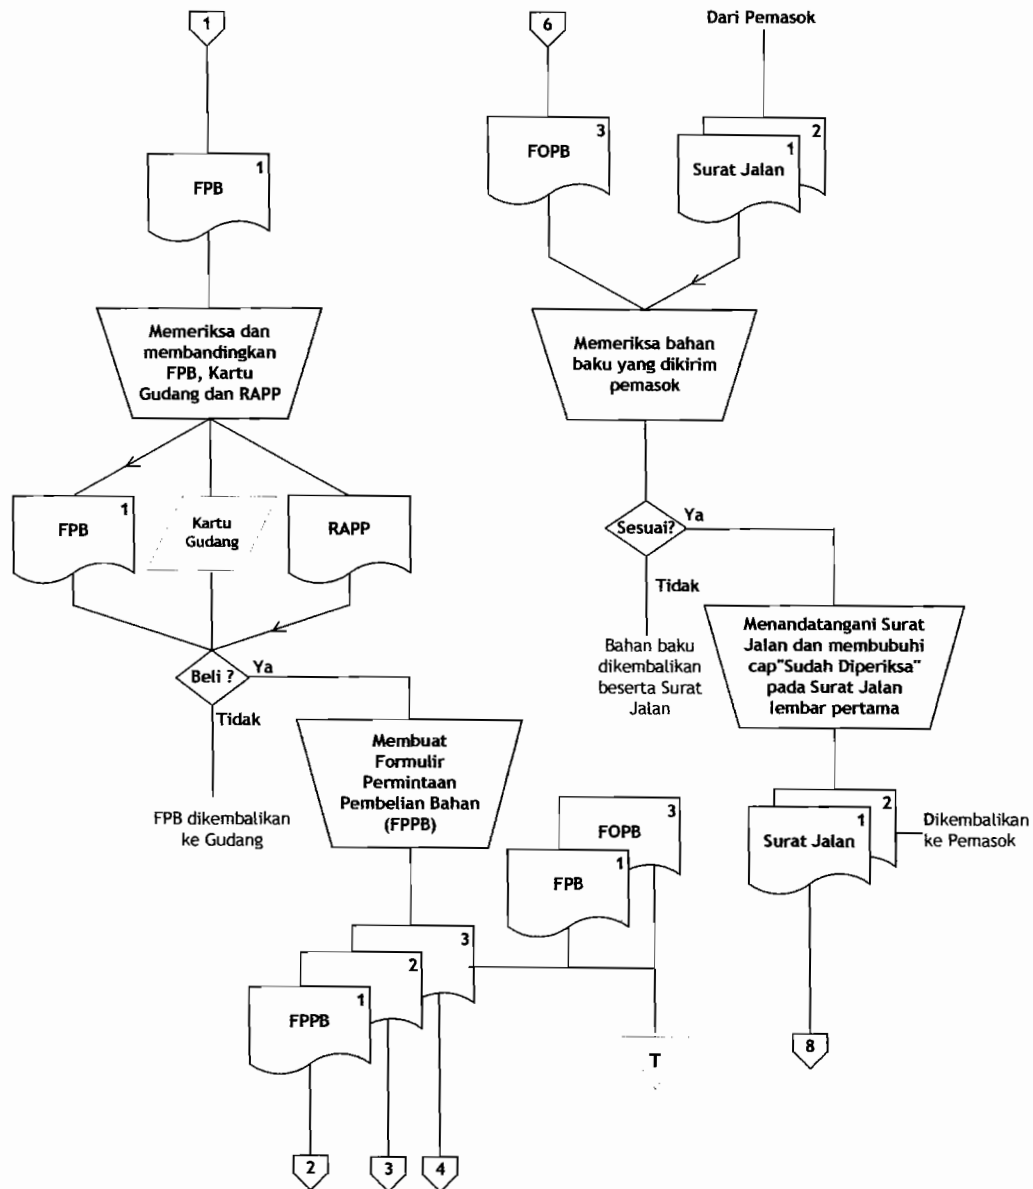 1
1
FPB
Memeriksa dan
membandingkan
FPB, Kartu
Gudang dan RAPP
1
FPB
Kartu
Gudang
RAPP
Beli ?
Ya
Tidak
FPB dikembalikan
ke Gudang
Membuat
Formulir
Permintaan
Pembelian Bahan
(FPPB)
3
2
1
FPPB
2
3
4
3
FOPB
1
FPB
T
6
Dari Pemasok
3
FOPB
2
1
Surat Jalan
Memeriksa bahan
baku yang dikirim
pemasok
Sesuai?
Ya
Tidak
Bahan baku
dikembalikan
beserta Surat
Jalan
Menandatangani Surat
Jalan dan membubuhi
cap"Sudah Diperiksa"
pada Surat Jalan
lembar pertama
2
1
Surat Jalan
Dikembalikan
ke Pemasok
8